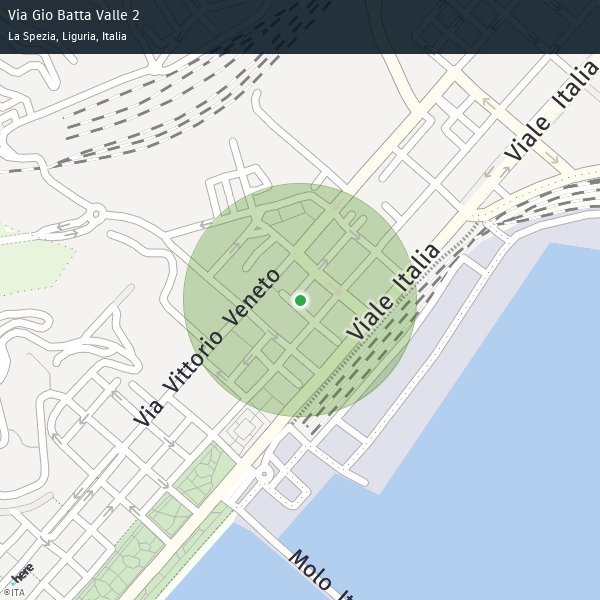 Via Gio Batta Valle 2
La Spezia, Liguria, Italia
Viale Italia
Viale Italia
Via Vittorio Veneto
Molo It
here
©ITA